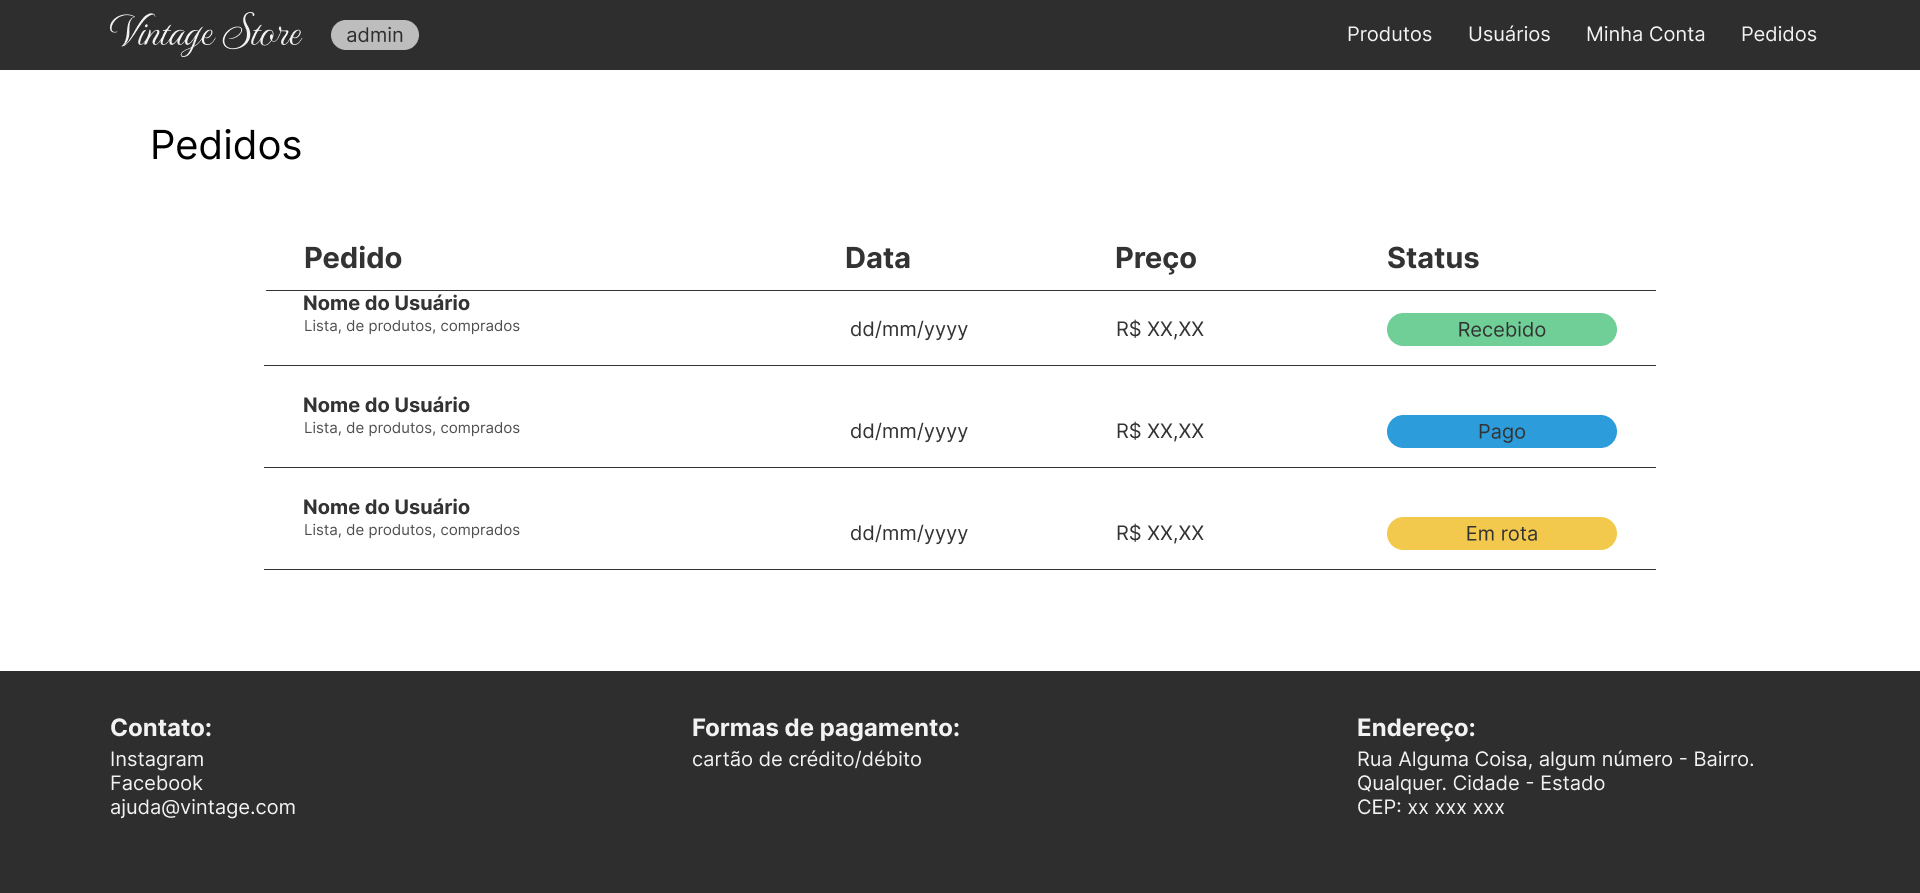 Vintage Store
admin
Produtos
Usuários
Minha Conta
Pedidos
Pedidos
Pedido
Data
Preço
Status
Nome do Usuário
Lista, de produtos, comprados
dd/mm/yyyy
R$ XX,XX
Recebido
Nome do Usuário
Lista, de produtos, comprados
dd/mm/yyyy
R$ XX,XX
Pago
Nome do Usuário
Lista, de produtos, comprados
dd/mm/yyyy
R$ XX,XX
Em rota
Contato:
Instagram
Facebook
ajuda@vintage.com
Formas de pagamento:
cartão de crédito/débito
Endereço:
Rua Alguma Coisa, algum número - Bairro.
Qualquer. Cidade - Estado
CEP: xx xxx xxx